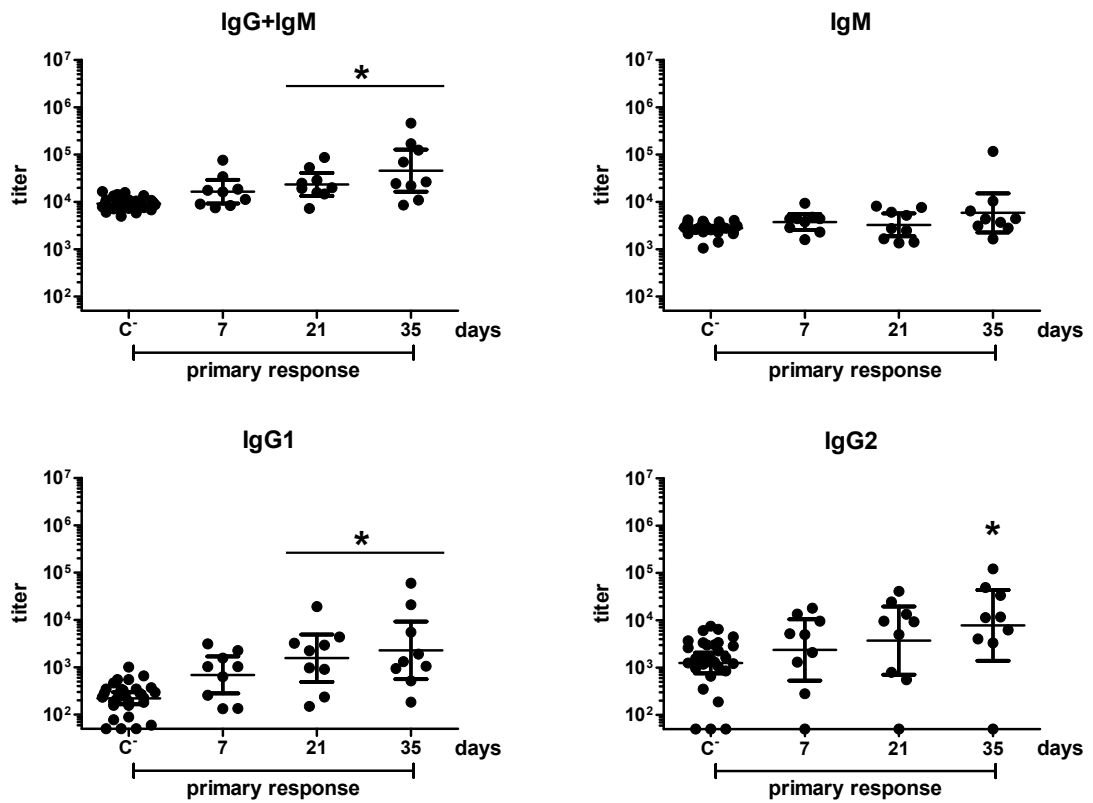 IgG+IgM
titer
10⁷
10⁶
10⁵
10⁴
10³
10²
*
C⁻ 7 21 35 days
primary response
IgM
titer
10⁷
10⁶
10⁵
10⁴
10³
10²
C⁻ 7 21 35 days
primary response
IgG1
titer
10⁷
10⁶
10⁵
10⁴
10³
10²
*
C⁻ 7 21 35 days
primary response
IgG2
titer
10⁷
10⁶
10⁵
10⁴
10³
10²
*
C⁻ 7 21 35 days
primary response